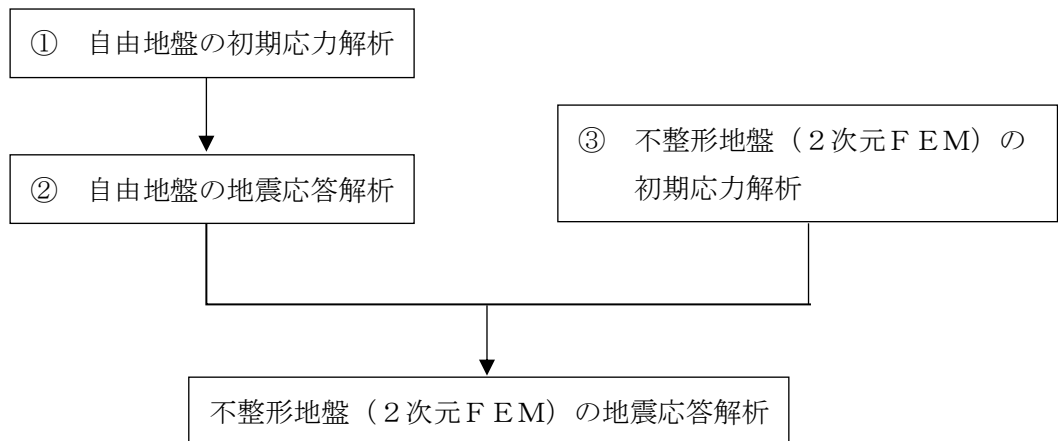 ① 自由地盤の初期応力解析
② 自由地盤の地震応答解析
③ 不整形地盤（２次元ＦＥＭ）の
初期応力解析
不整形地盤（２次元ＦＥＭ）の地震応答解析